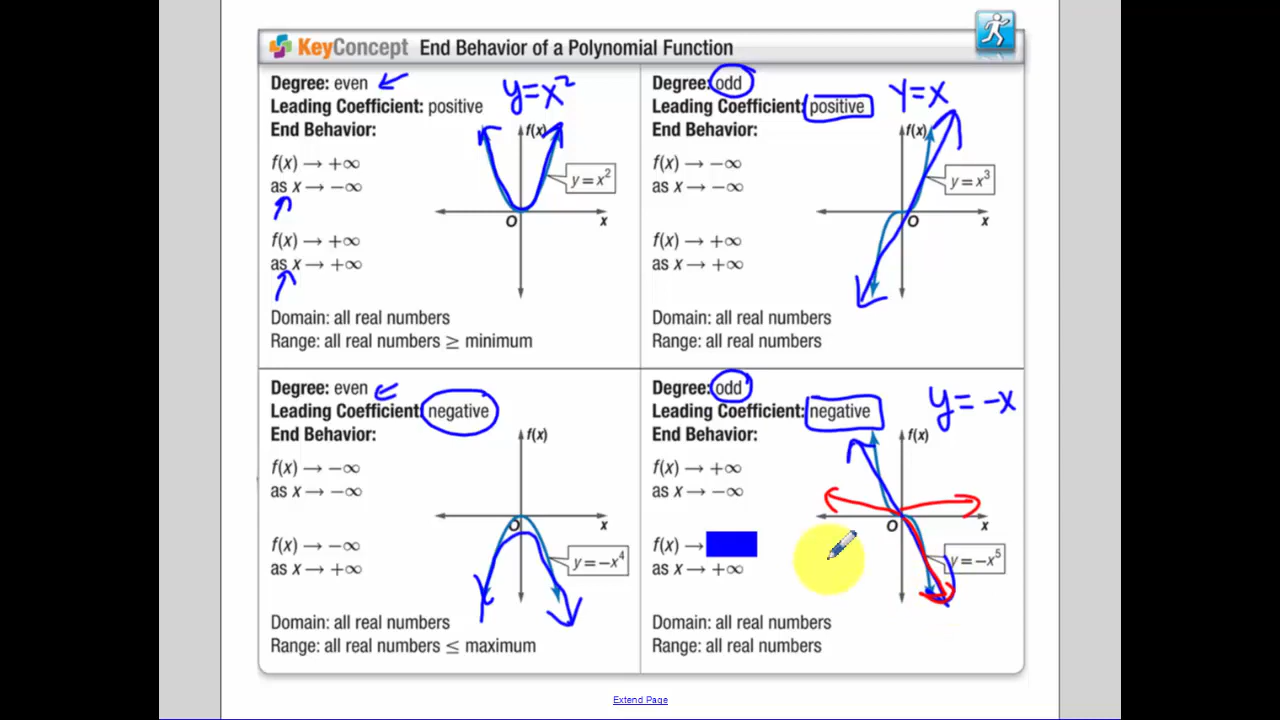 KeyConcept End Behavior of a Polynomial Function
Degree: even
y=x²
Leading Coefficient: positive
End Behavior:
f(x)
f(x) → +∞
as x → −∞
y = x²
O
x
f(x) → +∞
as x → +∞
Domain: all real numbers
Range: all real numbers ≥ minimum
Degree: odd
Y=x
Leading Coefficient: positive
End Behavior:
f(x)
f(x) → −∞
as x → −∞
y = x³
O
x
f(x) → +∞
as x → +∞
Domain: all real numbers
Range: all real numbers
Degree: even
Leading Coefficient: negative
End Behavior:
f(x)
f(x) → −∞
as x → −∞
O
x
f(x) → −∞
as x → +∞
y = −x⁴
Domain: all real numbers
Range: all real numbers ≤ maximum
Degree: odd
y= -x
Leading Coefficient: negative
End Behavior:
f(x)
f(x) → +∞
as x → −∞
O
x
f(x) →
as x → +∞
y = −x⁵
Domain: all real numbers
Range: all real numbers
Extend Page